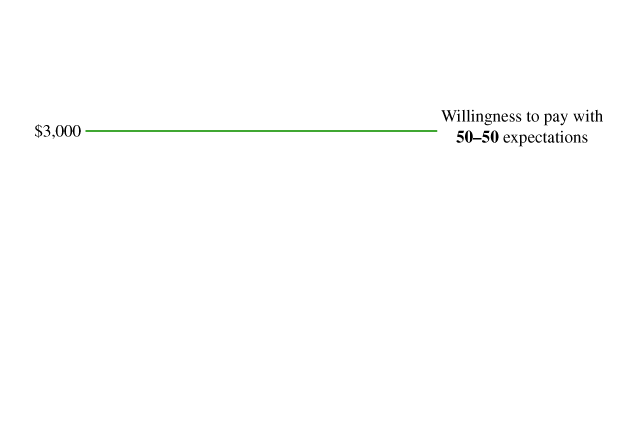 Willingness to pay with
$3,000
50–50 expectations